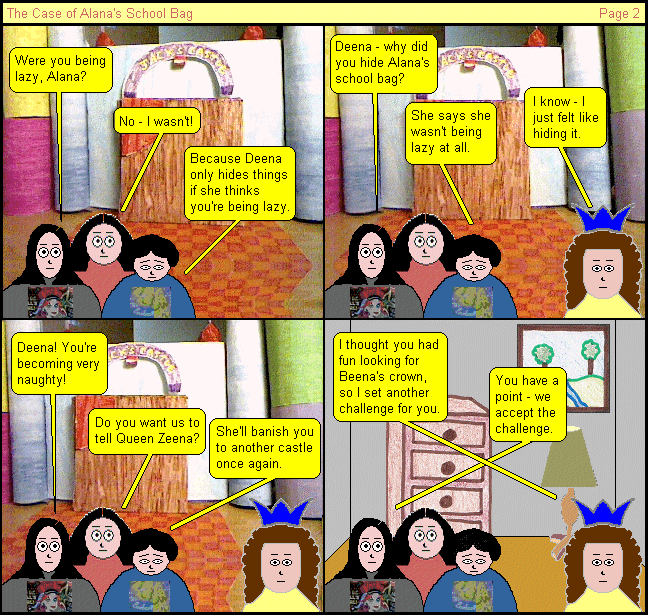 The Case of Alana's School Bag
Page 2
Were you being
lazy, Alana?
No - I wasn't!
Because Deena
only hides things
if she thinks
you're being lazy.
Deena - why did
you hide Alana's
school bag?
She says she
wasn't being
lazy at all.
I know - I
just felt like
hiding it.
Deena! You're
becoming very
naughty!
Do you want us to
tell Queen Zeena?
She'll banish you
to another castle
once again.
I thought you had
fun looking for
Beena's crown,
so I set another
challenge for you.
You have a
point - we
accept the
challenge.